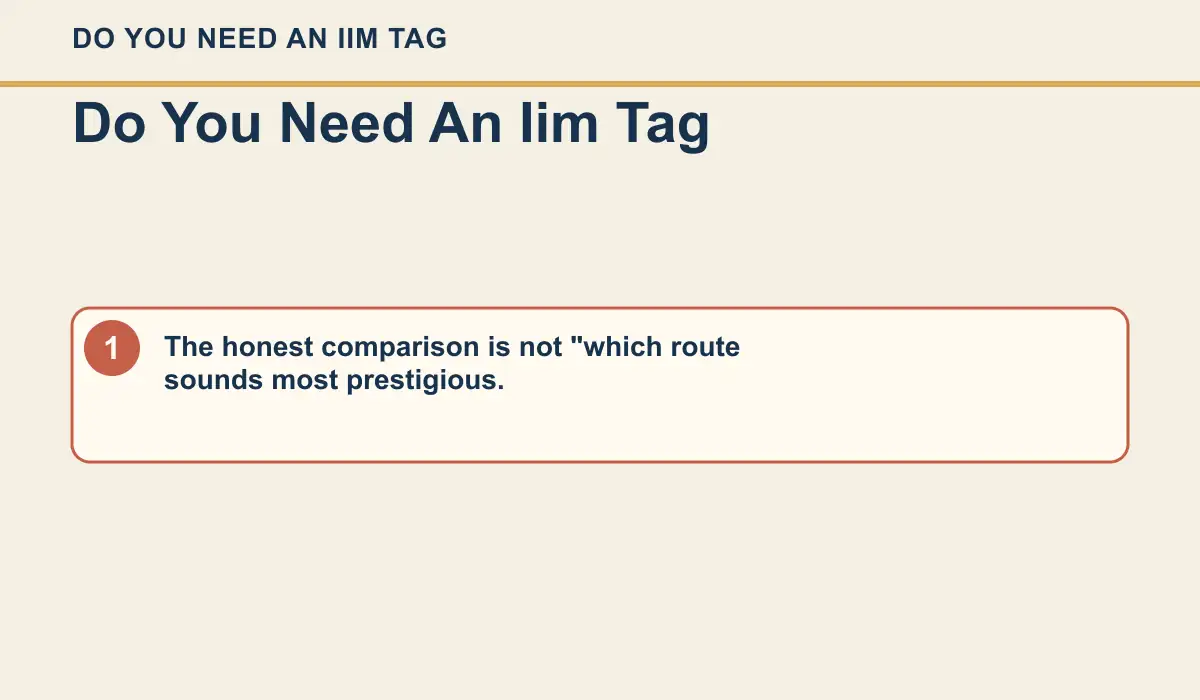 DO YOU NEED AN IIM TAG
Do You Need An Iim Tag
1
The honest comparison is not "which route
sounds most prestigious.